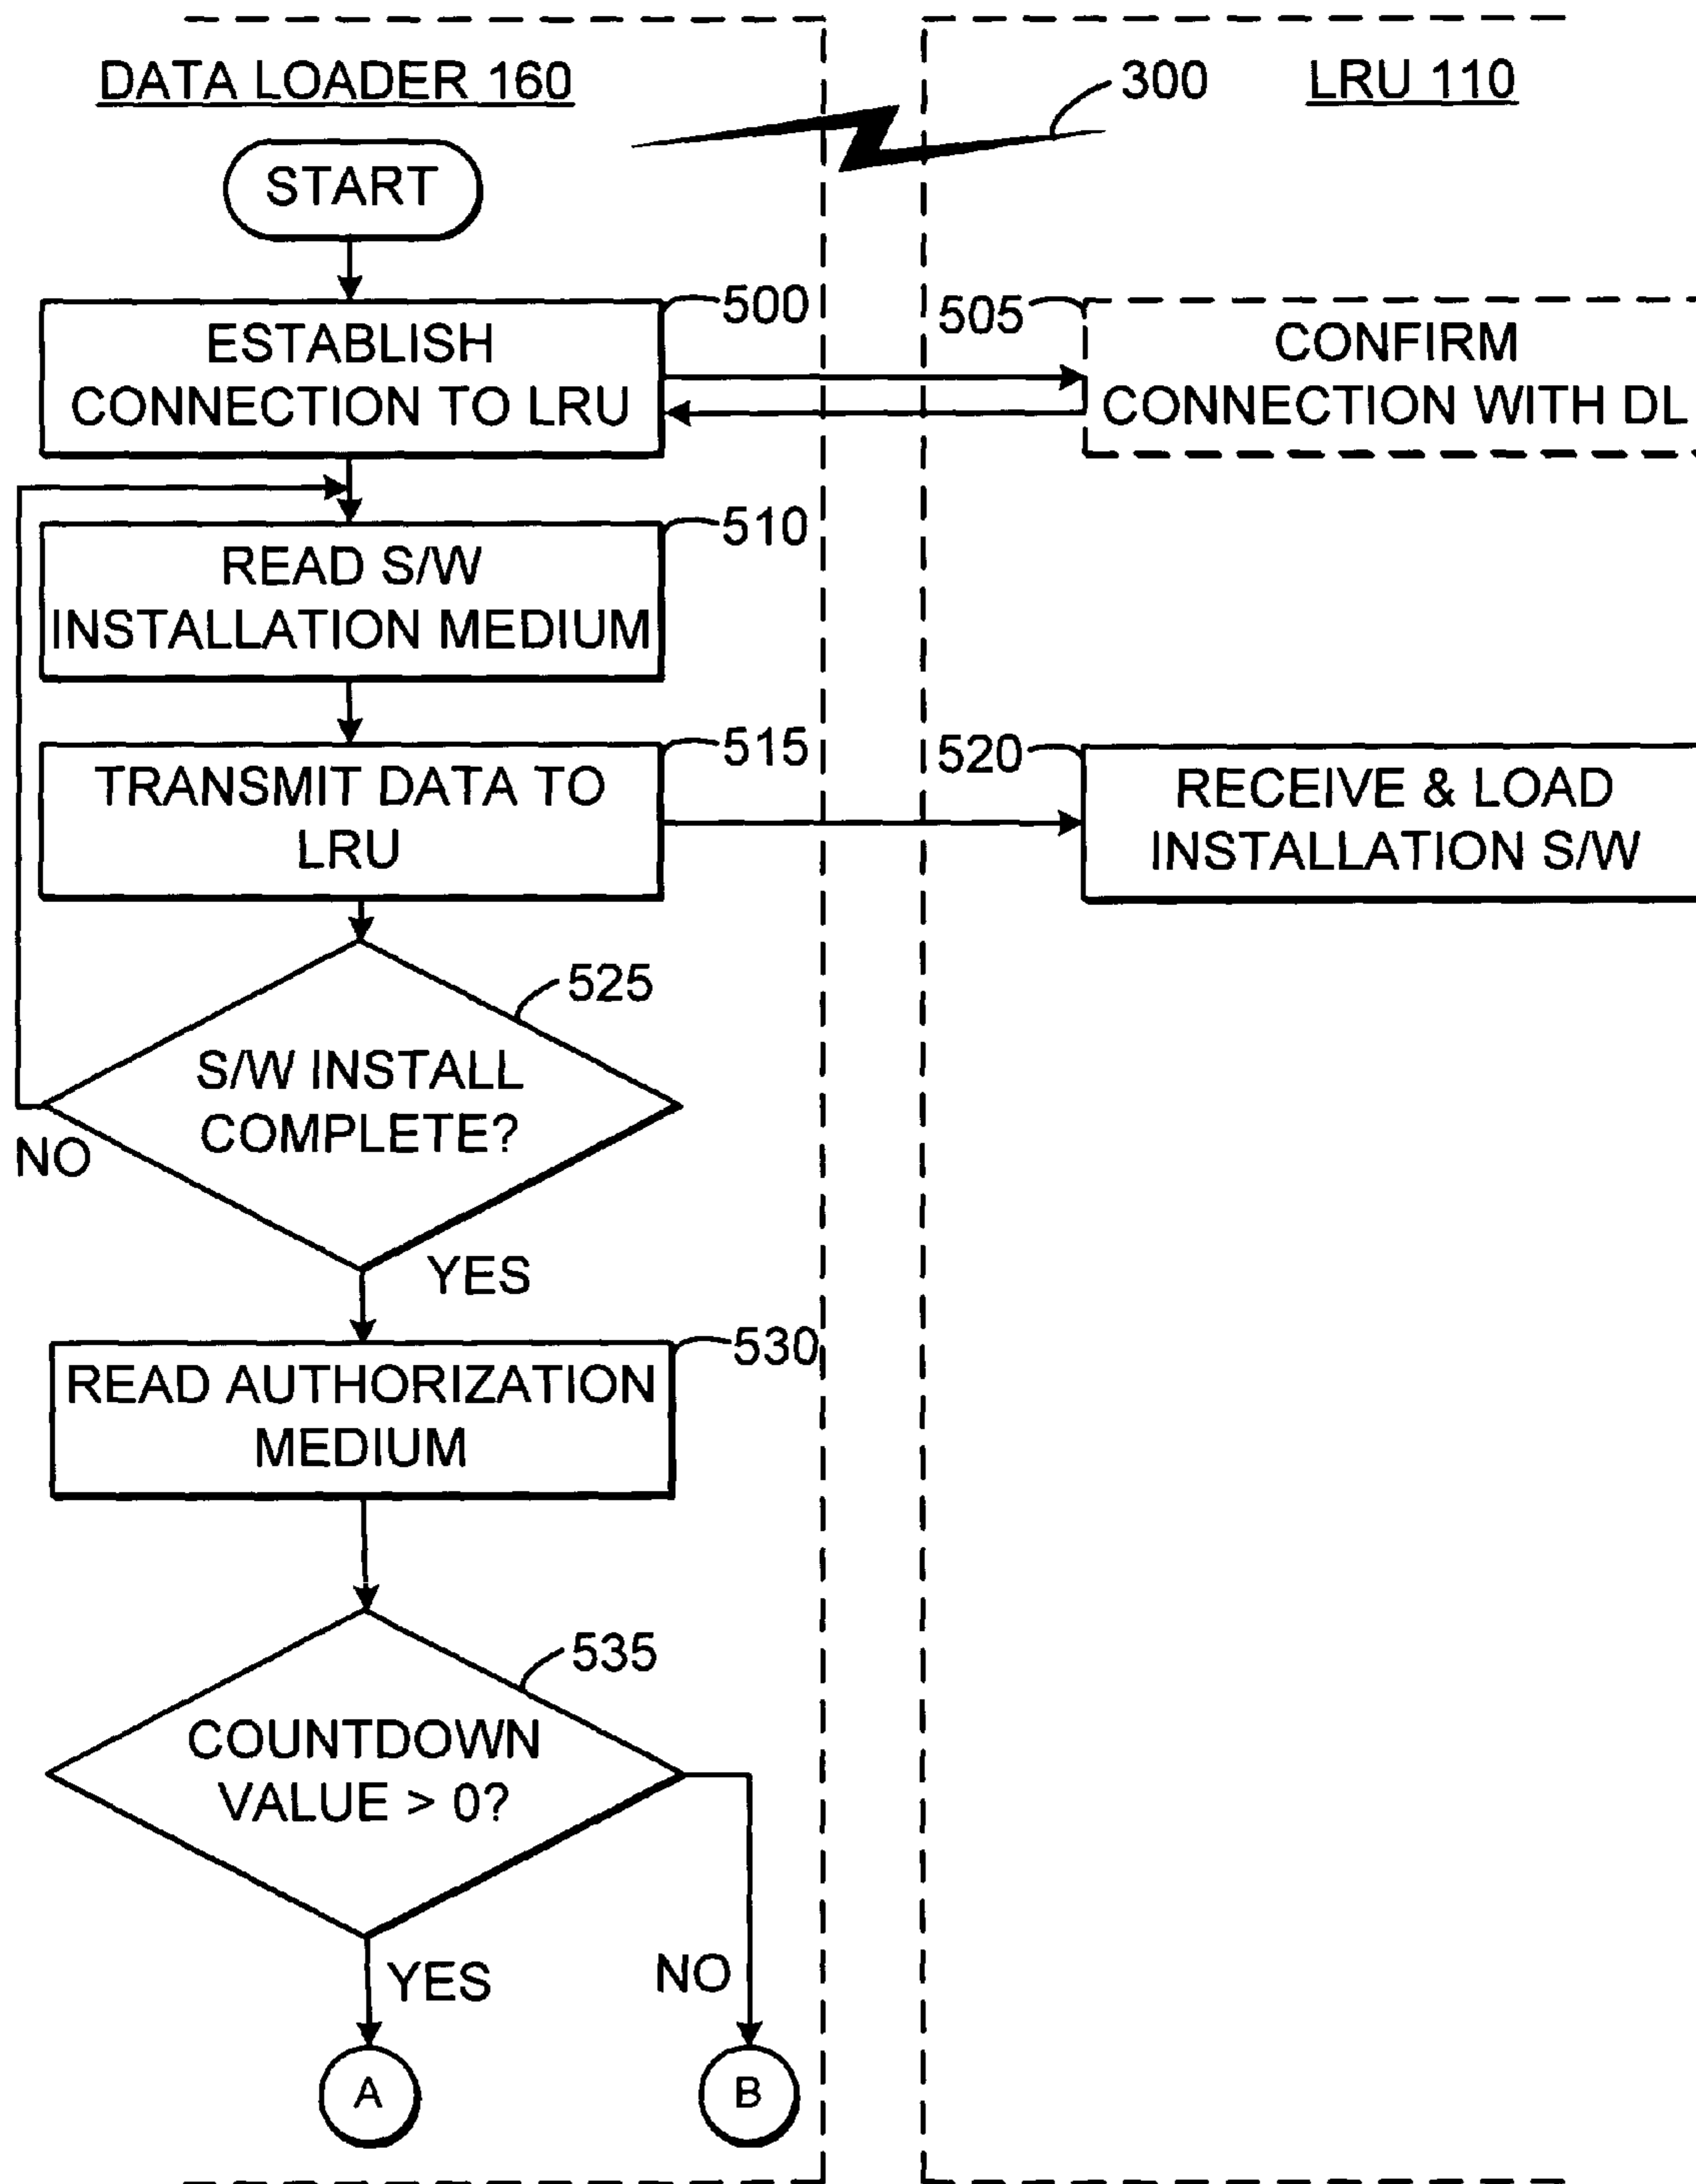 DATA LOADER 160
300
LRU 110
START
500
505
ESTABLISH
CONNECTION TO LRU
CONFIRM
CONNECTION WITH DL
510
READ S/W
INSTALLATION MEDIUM
515
520
TRANSMIT DATA TO
LRU
RECEIVE & LOAD
INSTALLATION S/W
525
S/W INSTALL
COMPLETE?
NO
YES
530
READ AUTHORIZATION
MEDIUM
535
COUNTDOWN
VALUE > 0?
YES
NO
A
B